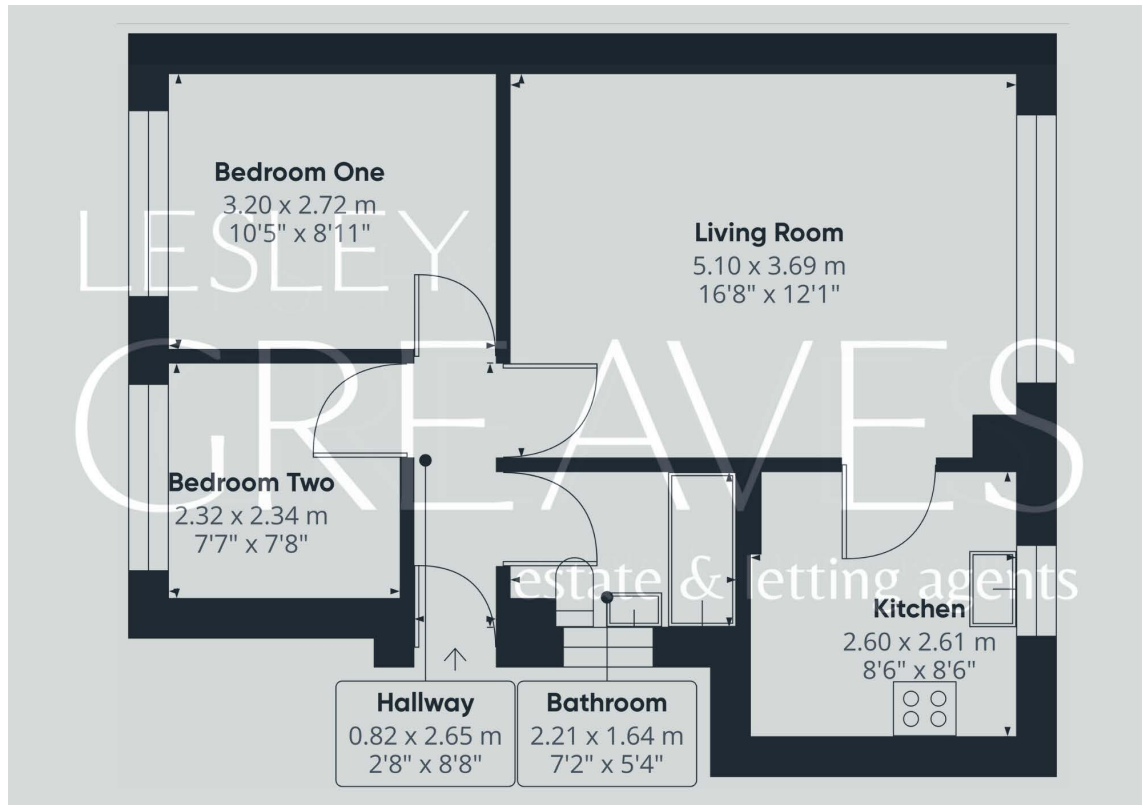 Bedroom One
3.20 x 2.72 m
10'5" x 8'11"
Living Room
5.10 x 3.69 m
16'8" x 12'1"
LESLEY
GREAVES
estate & letting agents
Bedroom Two
2.32 x 2.34 m
7'7" x 7'8"
Kitchen
2.60 x 2.61 m
8'6" x 8'6"
Hallway
0.82 x 2.65 m
2'8" x 8'8"
Bathroom
2.21 x 1.64 m
7'2" x 5'4"